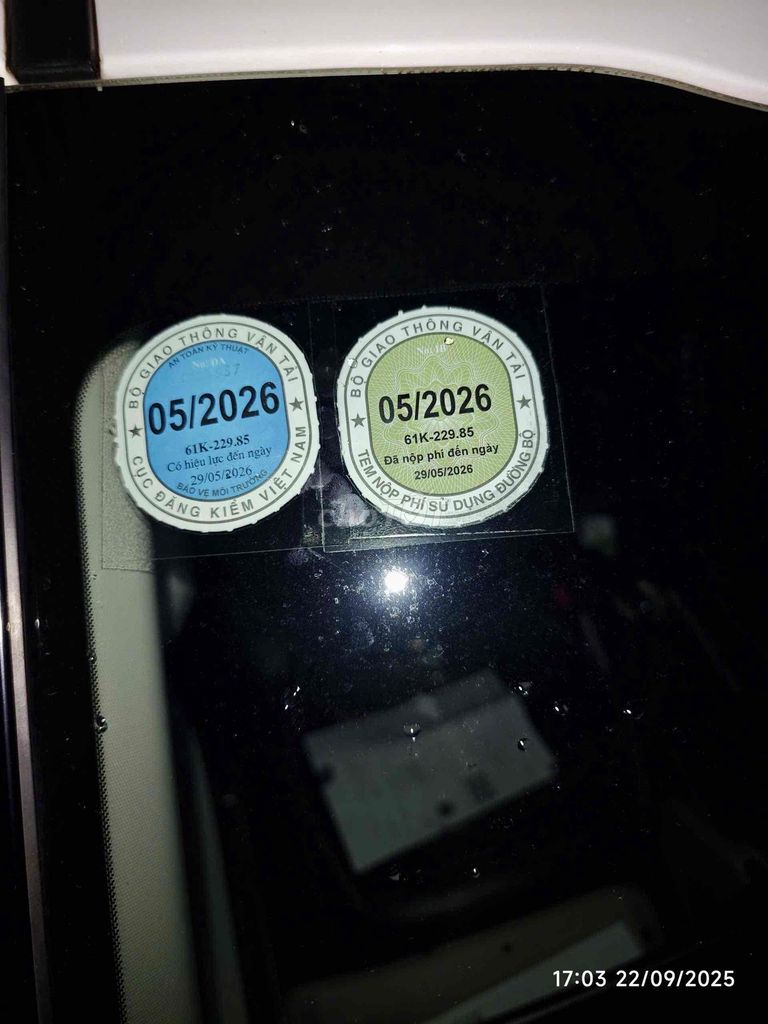 BỘ GIAO THÔNG VẬN TẢI
AN TOÀN KỸ THUẬT
05/2026
61K-229.85
Có hiệu lực đến ngày
29/05/2026
BẢO VỆ MÔI TRƯỜNG
CỤC ĐĂNG KIỂM VIỆT NAM
BỘ GIAO THÔNG VẬN TẢI
05/2026
61K-229.85
Đã nộp phí đến ngày
29/05/2026
TEM NỘP PHÍ SỬ DỤNG ĐƯỜNG BỘ
17:03 22/09/2025